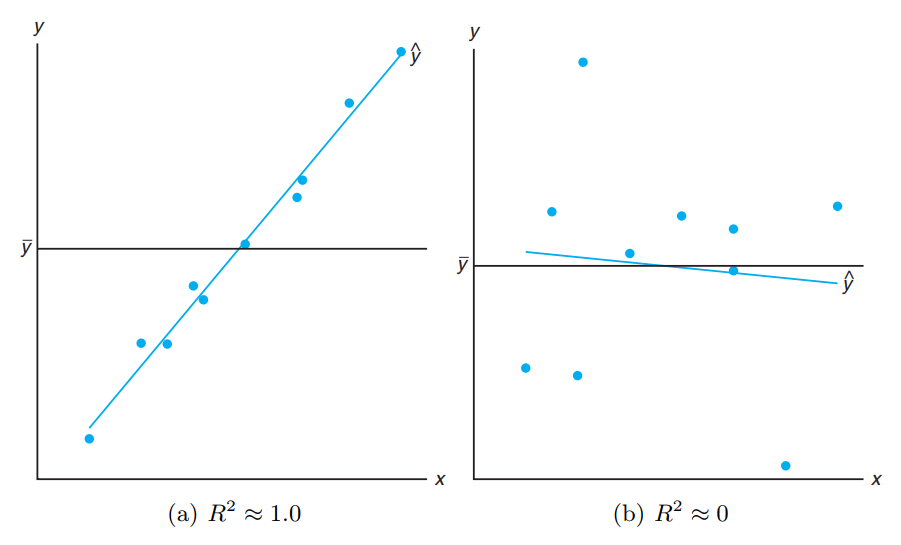 y
ŷ
ȳ
x
(a) R² ≈ 1.0
y
ȳ
ŷ
x
(b) R² ≈ 0